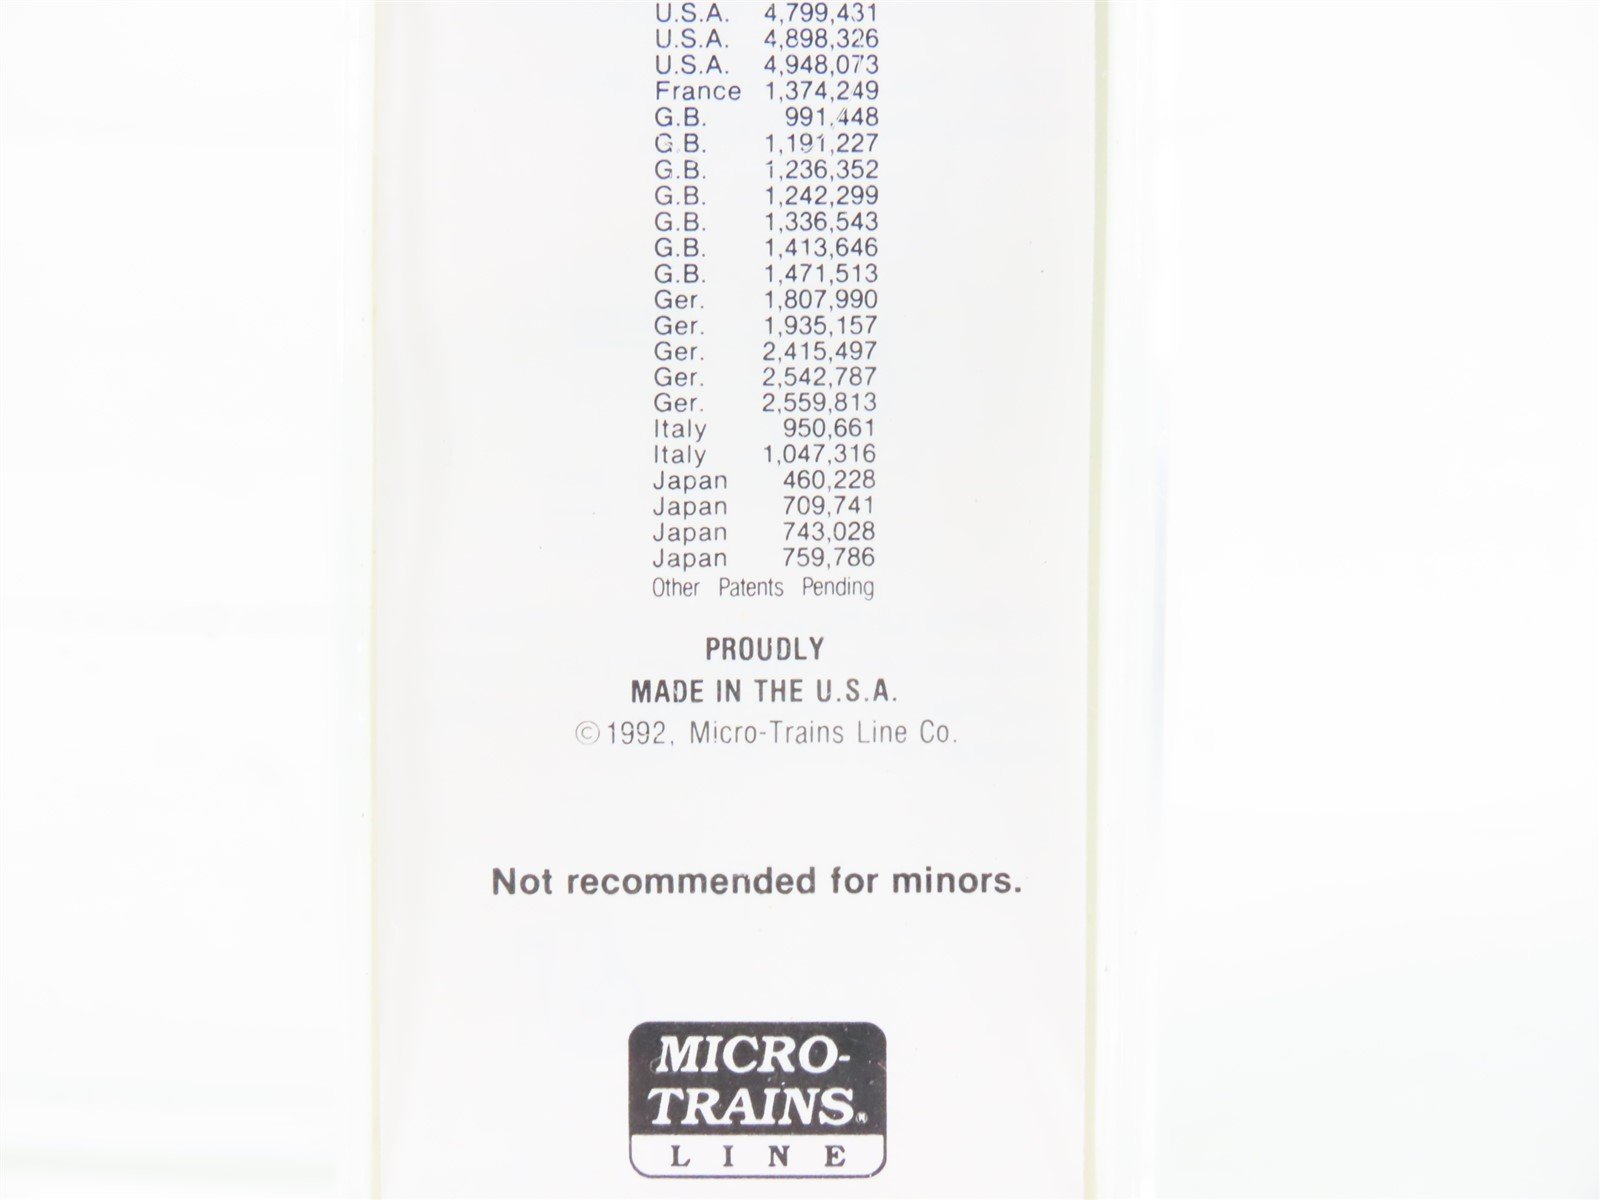 U.S.A. 4,799,431
U.S.A. 4,898,326
U.S.A. 4,948,073
France 1,374,249
G.B. 991,448
G.B. 1,191,227
G.B. 1,236,352
G.B. 1,242,299
G.B. 1,336,543
G.B. 1,413,646
G.B. 1,471,513
Ger. 1,807,990
Ger. 1,935,157
Ger. 2,415,497
Ger. 2,542,787
Ger. 2,559,813
Italy 950,661
Italy 1,047,316
Japan 460,228
Japan 709,741
Japan 743,028
Japan 759,786
Other Patents Pending
PROUDLY
MADE IN THE U.S.A.
©1992, Micro-Trains Line Co.
Not recommended for minors.
MICRO-
TRAINS®
LINE